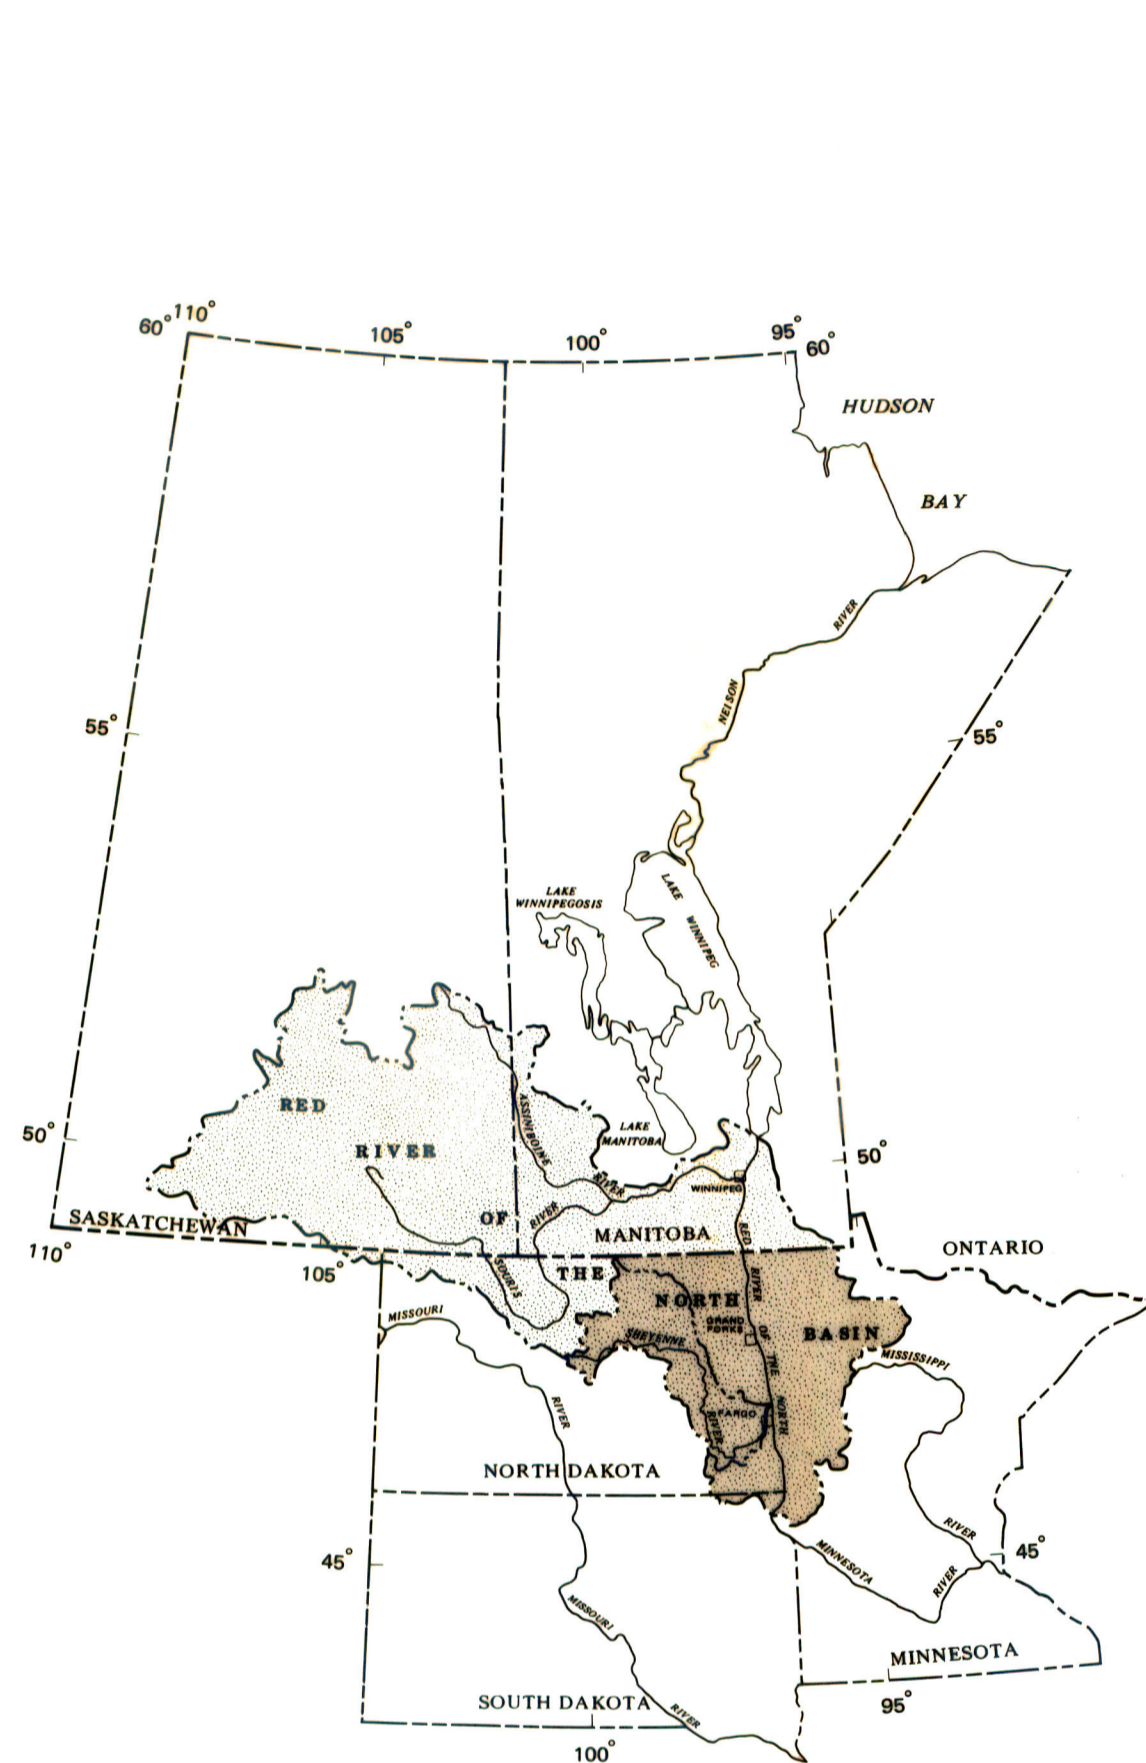 110°
60°
105°
100°
95°
60°
HUDSON
BAY
RIVER
NELSON
55°
55°
LAKE
WINNIPEGOSIS
LAKE
WINNIPEG
RED
ASSINIBOINE
LAKE
MANITOBA
50°
RIVER
50°
RIVER
WINNIPEG
SASKATCHEWAN
OF
RIVER
MANITOBA
RED
ONTARIO
110°
105°
THE
SOURIS
RIVER
NORTH
MISSOURI
GRAND
FORKS
OF
BASIN
SHEYENNE
THE
MISSISSIPPI
RIVER
FARGO
NORTH
RIVER
NORTH DAKOTA
RIVER
45°
MINNESOTA
RIVER
45°
MISSOURI
MINNESOTA
SOUTH DAKOTA
RIVER
95°
100°